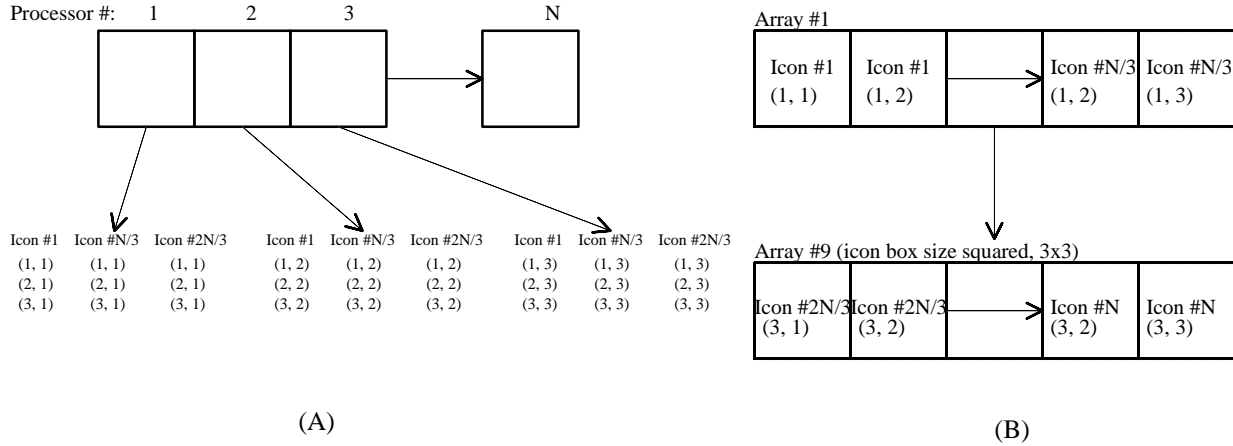 Processor #: 1 2 3 N
Icon #1 Icon #N/3 Icon #2N/3 Icon #1 Icon #N/3 Icon #2N/3 Icon #1 Icon #N/3 Icon #2N/3
(1, 1) (1, 1) (1, 1) (1, 2) (1, 2) (1, 2) (1, 3) (1, 3) (1, 3)
(2, 1) (2, 1) (2, 1) (2, 2) (2, 2) (2, 2) (2, 3) (2, 3) (2, 3)
(3, 1) (3, 1) (3, 1) (3, 2) (3, 2) (3, 2) (3, 3) (3, 3) (3, 3)
(A)
Array #1
Icon #1 Icon #1 Icon #N/3 Icon #N/3
(1, 1) (1, 2) (1, 2) (1, 3)
Array #9 (icon box size squared, 3x3)
Icon #2N/3 Icon #2N/3 Icon #N Icon #N
(3, 1) (3, 2) (3, 2) (3, 3)
(B)